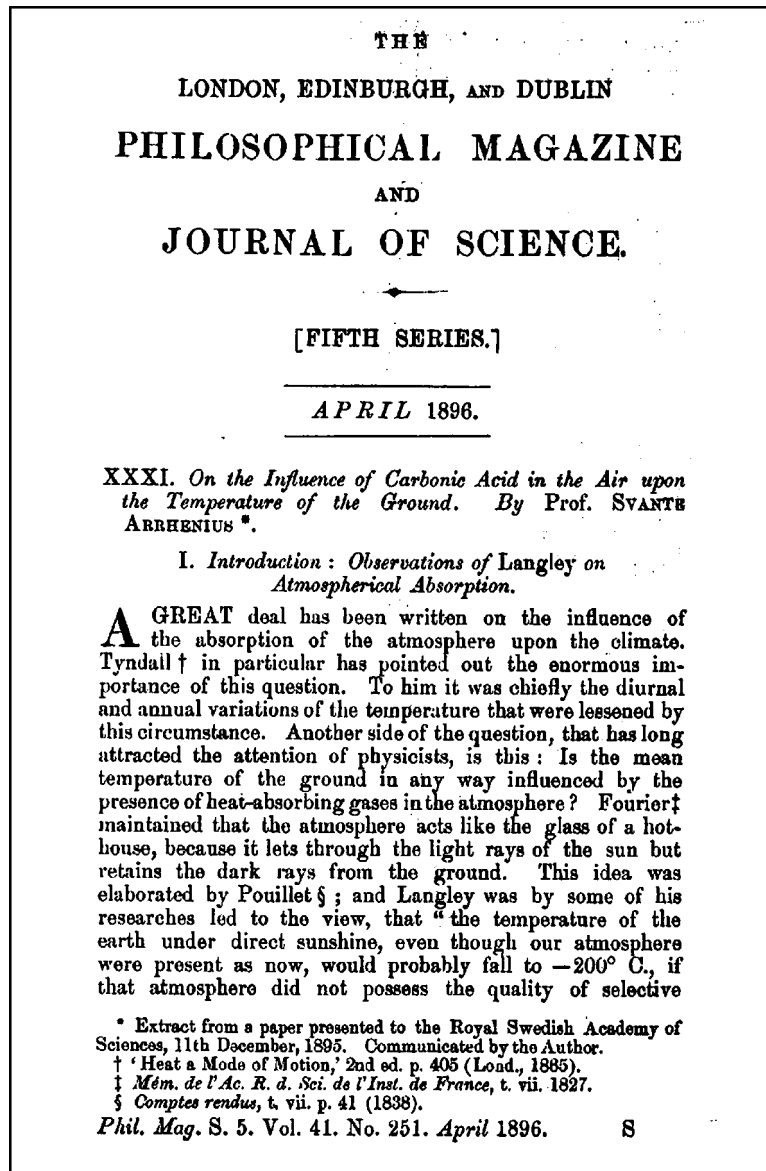 THE
LONDON, EDINBURGH, AND DUBLIN
PHILOSOPHICAL MAGAZINE
AND
JOURNAL OF SCIENCE.
[FIFTH SERIES.]
APRIL 1896.
XXXI. On the Influence of Carbonic Acid in the Air upon
the Temperature of the Ground. By Prof. SVANTE
ARRHENIUS *.
I. Introduction : Observations of Langley on
Atmospherical Absorption.
A GREAT deal has been written on the influence of
the absorption of the atmosphere upon the climate.
Tyndall † in particular has pointed out the enormous im-
portance of this question. To him it was chiefly the diurnal
and annual variations of the temperature that were lessened by
this circumstance. Another side of the question, that has long
attracted the attention of physicists, is this : Is the mean
temperature of the ground in any way influenced by the
presence of heat-absorbing gases in the atmosphere ? Fourier‡
maintained that the atmosphere acts like the glass of a hot-
house, because it lets through the light rays of the sun but
retains the dark rays from the ground. This idea was
elaborated by Pouillet § ; and Langley was by some of his
researches led to the view, that “ the temperature of the
earth under direct sunshine, even though our atmosphere
were present as now, would probably fall to −200° C., if
that atmosphere did not possess the quality of selective
* Extract from a paper presented to the Royal Swedish Academy of
Sciences, 11th December, 1895. Communicated by the Author.
† ‘ Heat a Mode of Motion,’ 2nd ed. p. 405 (Lond., 1865).
‡ Mém. de l’Ac. R. d. Sci. de l’Inst. de France, t. vii. 1827.
§ Comptes rendus, t. vii. p. 41 (1838).
Phil. Mag. S. 5. Vol. 41. No. 251. April 1896. S